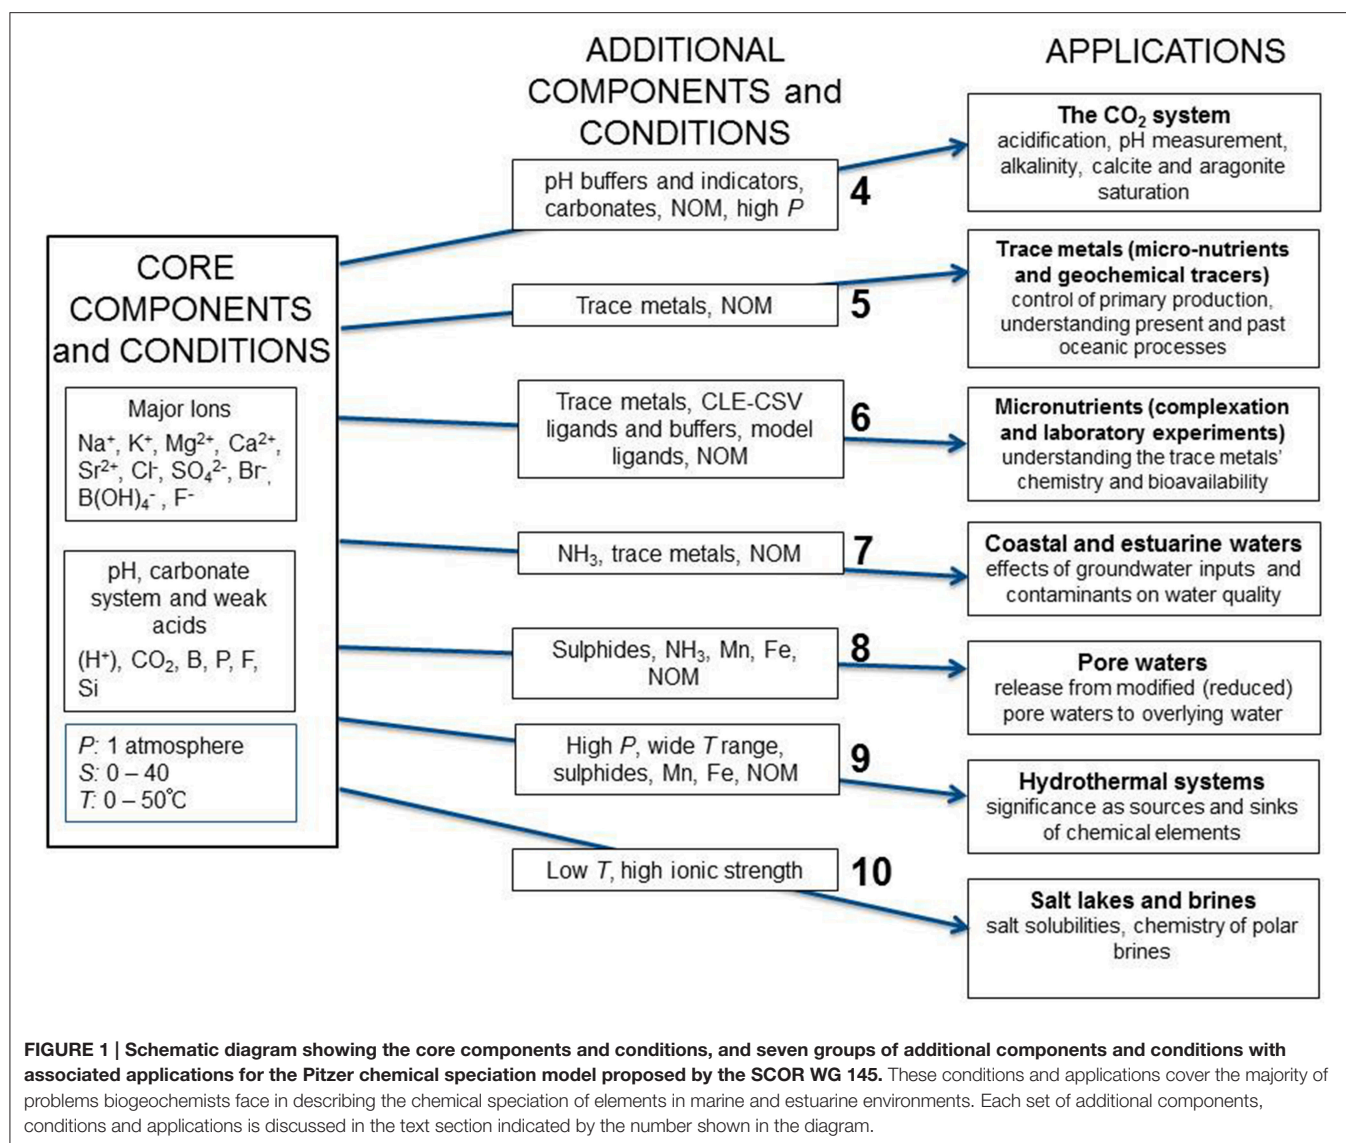 ADDITIONAL
COMPONENTS and
CONDITIONS
APPLICATIONS
CORE
COMPONENTS
and CONDITIONS
Major Ions
Na⁺, K⁺, Mg²⁺, Ca²⁺,
Sr²⁺, Cl⁻, SO₄²⁻, Br⁻,
B(OH)₄⁻ , F⁻
pH, carbonate
system and weak
acids
(H⁺), CO₂, B, P, F,
Si
P: 1 atmosphere
S: 0 – 40
T: 0 – 50°C
pH buffers and indicators,
carbonates, NOM, high P
4
The CO₂ system
acidification, pH measurement,
alkalinity, calcite and aragonite
saturation
Trace metals, NOM
5
Trace metals (micro-nutrients
and geochemical tracers)
control of primary production,
understanding present and past
oceanic processes
Trace metals, CLE-CSV
ligands and buffers, model
ligands, NOM
6
Micronutrients (complexation
and laboratory experiments)
understanding the trace metals'
chemistry and bioavailability
NH₃, trace metals, NOM
7
Coastal and estuarine waters
effects of groundwater inputs and
contaminants on water quality
Sulphides, NH₃, Mn, Fe,
NOM
8
Pore waters
release from modified (reduced)
pore waters to overlying water
High P, wide T range,
sulphides, Mn, Fe, NOM
9
Hydrothermal systems
significance as sources and sinks
of chemical elements
Low T, high ionic strength
10
Salt lakes and brines
salt solubilities, chemistry of polar
brines
FIGURE 1 | Schematic diagram showing the core components and conditions, and seven groups of additional components and conditions with
associated applications for the Pitzer chemical speciation model proposed by the SCOR WG 145. These conditions and applications cover the majority of
problems biogeochemists face in describing the chemical speciation of elements in marine and estuarine environments. Each set of additional components,
conditions and applications is discussed in the text section indicated by the number shown in the diagram.